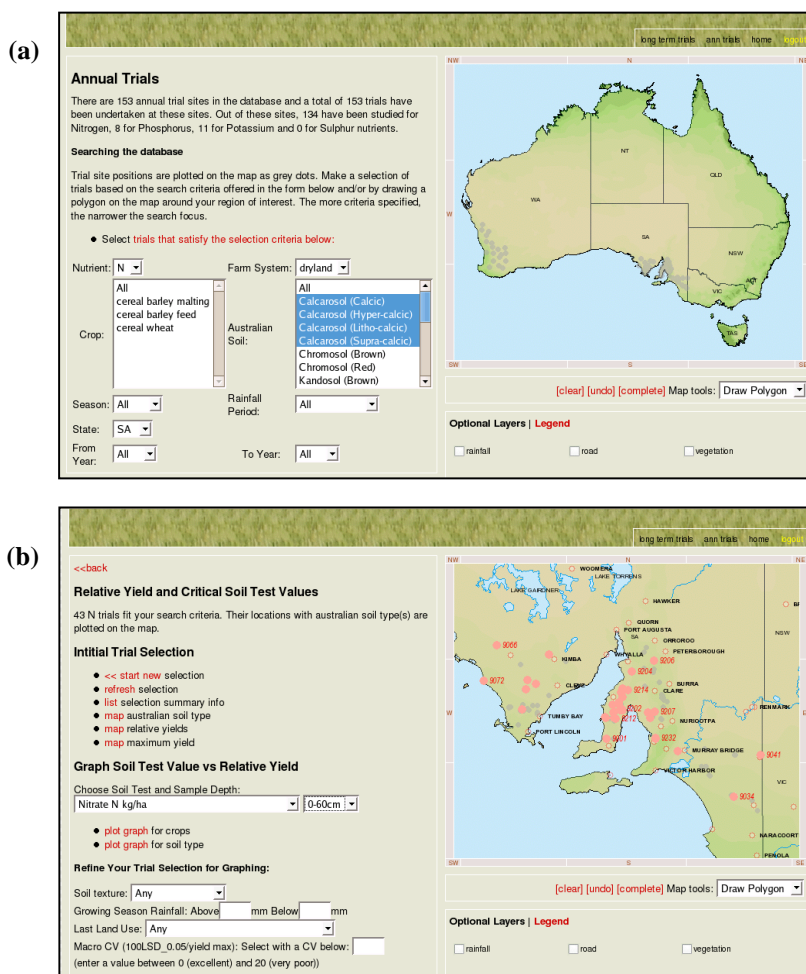 (a)
long term trials ann trials home logout
Annual Trials
There are 153 annual trial sites in the database and a total of 153 trials have
been undertaken at these sites. Out of these sites, 134 have been studied for
Nitrogen, 8 for Phosphorus, 11 for Potassium and 0 for Sulphur nutrients.
Searching the database
Trial site positions are plotted on the map as grey dots. Make a selection of
trials based on the search criteria offered in the form below and/or by drawing a
polygon on the map around your region of interest. The more criteria specified,
the narrower the search focus.
Select trials that satisfy the selection criteria below:
Nutrient: N Farm System: dryland
Crop:
All
cereal barley malting
cereal barley feed
cereal wheat
Australian
Soil:
All
Calcarosol (Calcic)
Calcarosol (Hyper-calcic)
Calcarosol (Litho-calcic)
Calcarosol (Supra-calcic)
Chromosol (Brown)
Chromosol (Red)
Kandosol (Brown)
Season: All
Rainfall
Period: All
State: SA
From
Year: All
To Year: All
NW N NE
NT
QLD
WA
W
SA
NSW
ACT
VIC
TAS
SW S SE
[clear] [undo] [complete] Map tools: Draw Polygon
Optional Layers | Legend
rainfall road vegetation
(b)
long term trials ann trials home logout
<<back
Relative Yield and Critical Soil Test Values
43 N trials fit your search criteria. Their locations with australian soil type(s) are
plotted on the map.
Intitial Trial Selection
<< start new selection
refresh selection
list selection summary info
map australian soil type
map relative yields
map maximum yield
Graph Soil Test Value vs Relative Yield
Choose Soil Test and Sample Depth:
Nitrate N kg/ha 0-60cm
plot graph for crops
plot graph for soil type
Refine Your Trial Selection for Graphing:
Soil texture: Any
Growing Season Rainfall: Above mm Below mm
Last Land Use: Any
Macro CV (100LSD_0.05/yield max): Select with a CV below:
(enter a value between 0 (excellent) and 20 (very poor))
NW N NE
WOOMERA
LAKE TORRENS
LAKE GAIRDNER
HAWKER
QUORN
PORT AUGUSTA
SA
NSW
ORROROO
9066
PETERBOROUGH
WHYALLA
KIMBA
9206
9204
9072
CLEVE
9214
BURRA
CLARE
RENMARK
W
TUMBY BAY
9212
9207
NURIOOTPA
PORT LINCOLN
9232
MURRAY BRIDGE
9041
VICTOR HARBOR
VIC
9034
NARACOORT
PENOLA
SW S SE
[clear] [undo] [complete] Map tools: Draw Polygon
Optional Layers | Legend
rainfall road vegetation